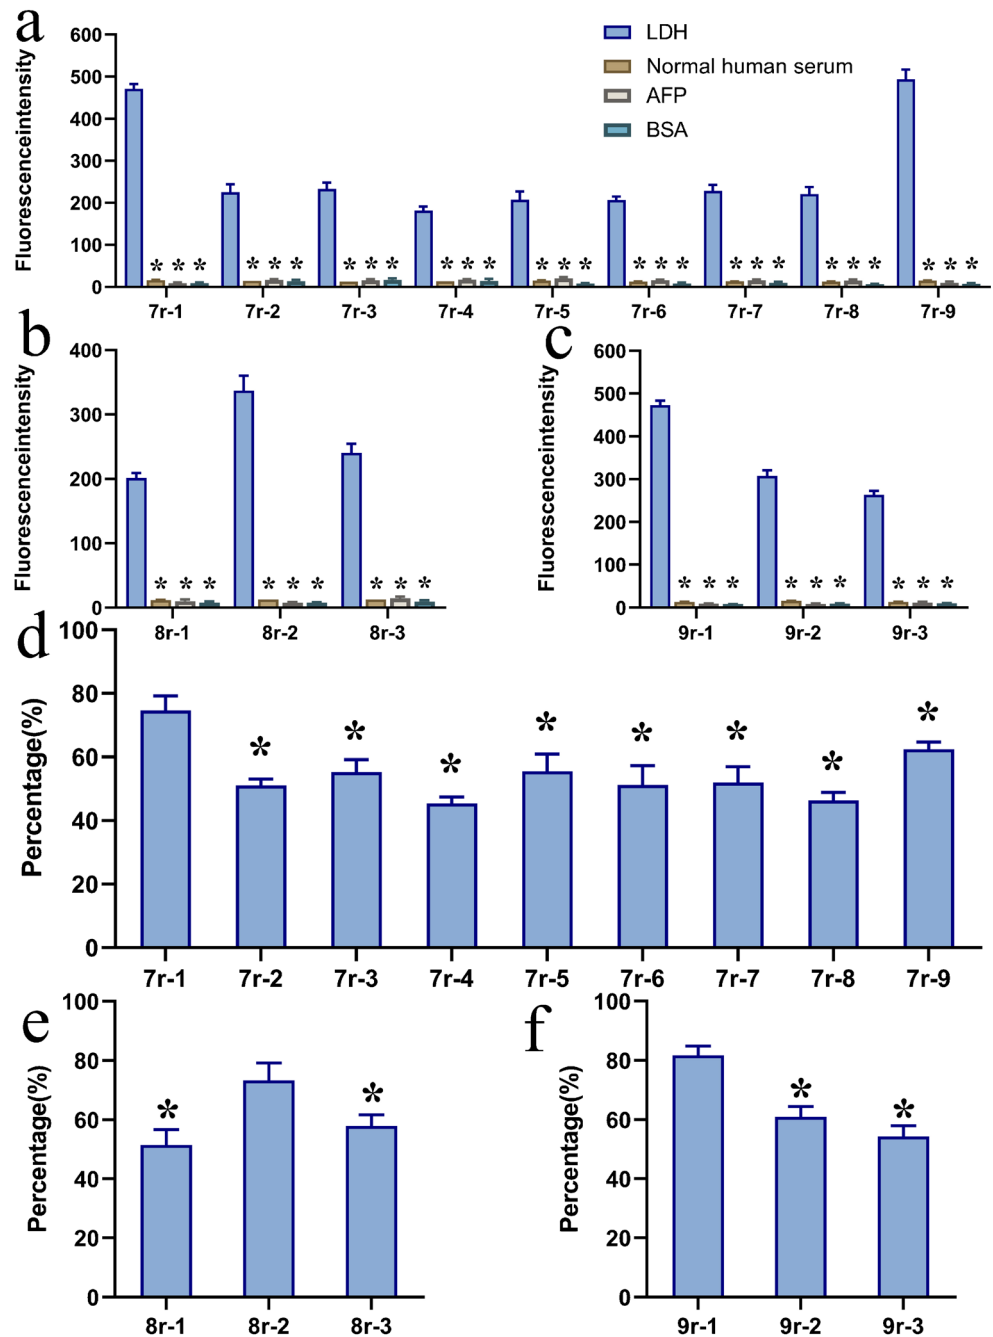 a
Fluorescenceintensity
600
500
400
300
200
100
0
LDH
Normal human serum
AFP
BSA
* * * * * * * * * * * * * * * * * * * * * * * * * * *
7r-1 7r-2 7r-3 7r-4 7r-5 7r-6 7r-7 7r-8 7r-9
b
Fluorescenceintensity
400
300
200
100
0
* * * * * * * * *
8r-1 8r-2 8r-3
c
Fluorescenceintensity
600
500
400
300
200
100
0
* * * * * * * * *
9r-1 9r-2 9r-3
d
Percentage(%)
100
80
60
40
20
0
* * * * * * * *
7r-1 7r-2 7r-3 7r-4 7r-5 7r-6 7r-7 7r-8 7r-9
e
Percentage(%)
100
80
60
40
20
0
* *
8r-1 8r-2 8r-3
f
Percentage(%)
100
80
60
40
20
0
* *
9r-1 9r-2 9r-3